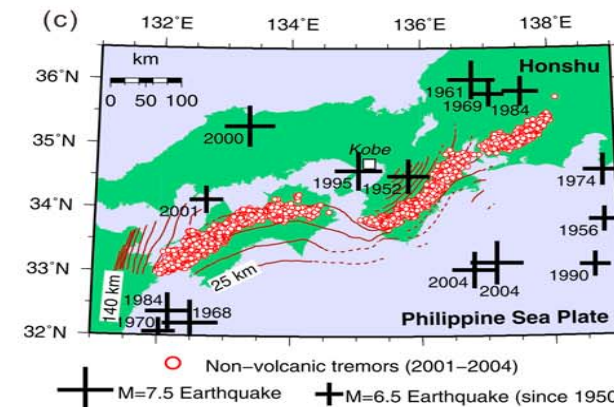 (c)
132°E 134°E 136°E 138°E
km
0 50 100
36°N
35°N
34°N
33°N
32°N
Honshu
1961
1969
1984
2000
Kobe
1995
1952
1974
2001
1956
2004
2004
1990
25 km
140 km
1984
1968
1970
Philippine Sea Plate
Non-volcanic tremors (2001-2004)
M=7.5 Earthquake M=6.5 Earthquake (since 1950